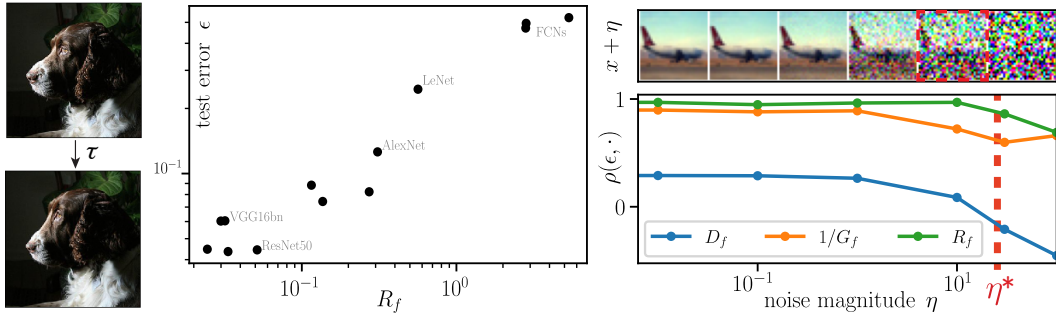 τ
test error ϵ
FCNs
LeNet
AlexNet
VGG16bn
ResNet50
10⁻¹
10⁻¹ 10⁰
R_f
x + η
ρ(ϵ, ·)
1
0
D_f 1/G_f R_f
10⁻¹ 10¹
η*
noise magnitude η